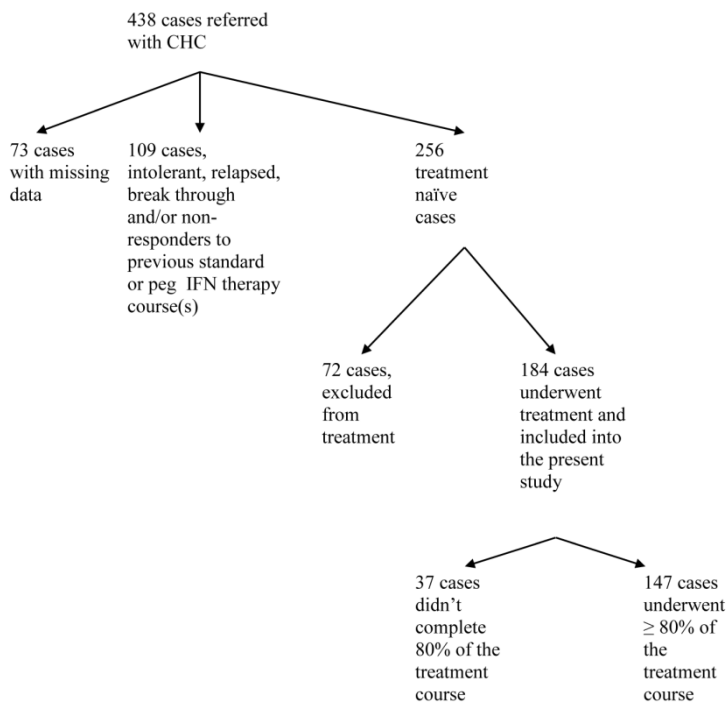 438 cases referred
with CHC
73 cases
with missing
data
109 cases,
intolerant, relapsed,
break through
and/or non-
responders to
previous standard
or peg  IFN therapy
course(s)
256
treatment
naïve
cases
72 cases,
excluded
from
treatment
184 cases
underwent
treatment and
included into
the present
study
37 cases
didn’t
complete
80% of the
treatment
course
147 cases
underwent
≥ 80% of
the
treatment
course